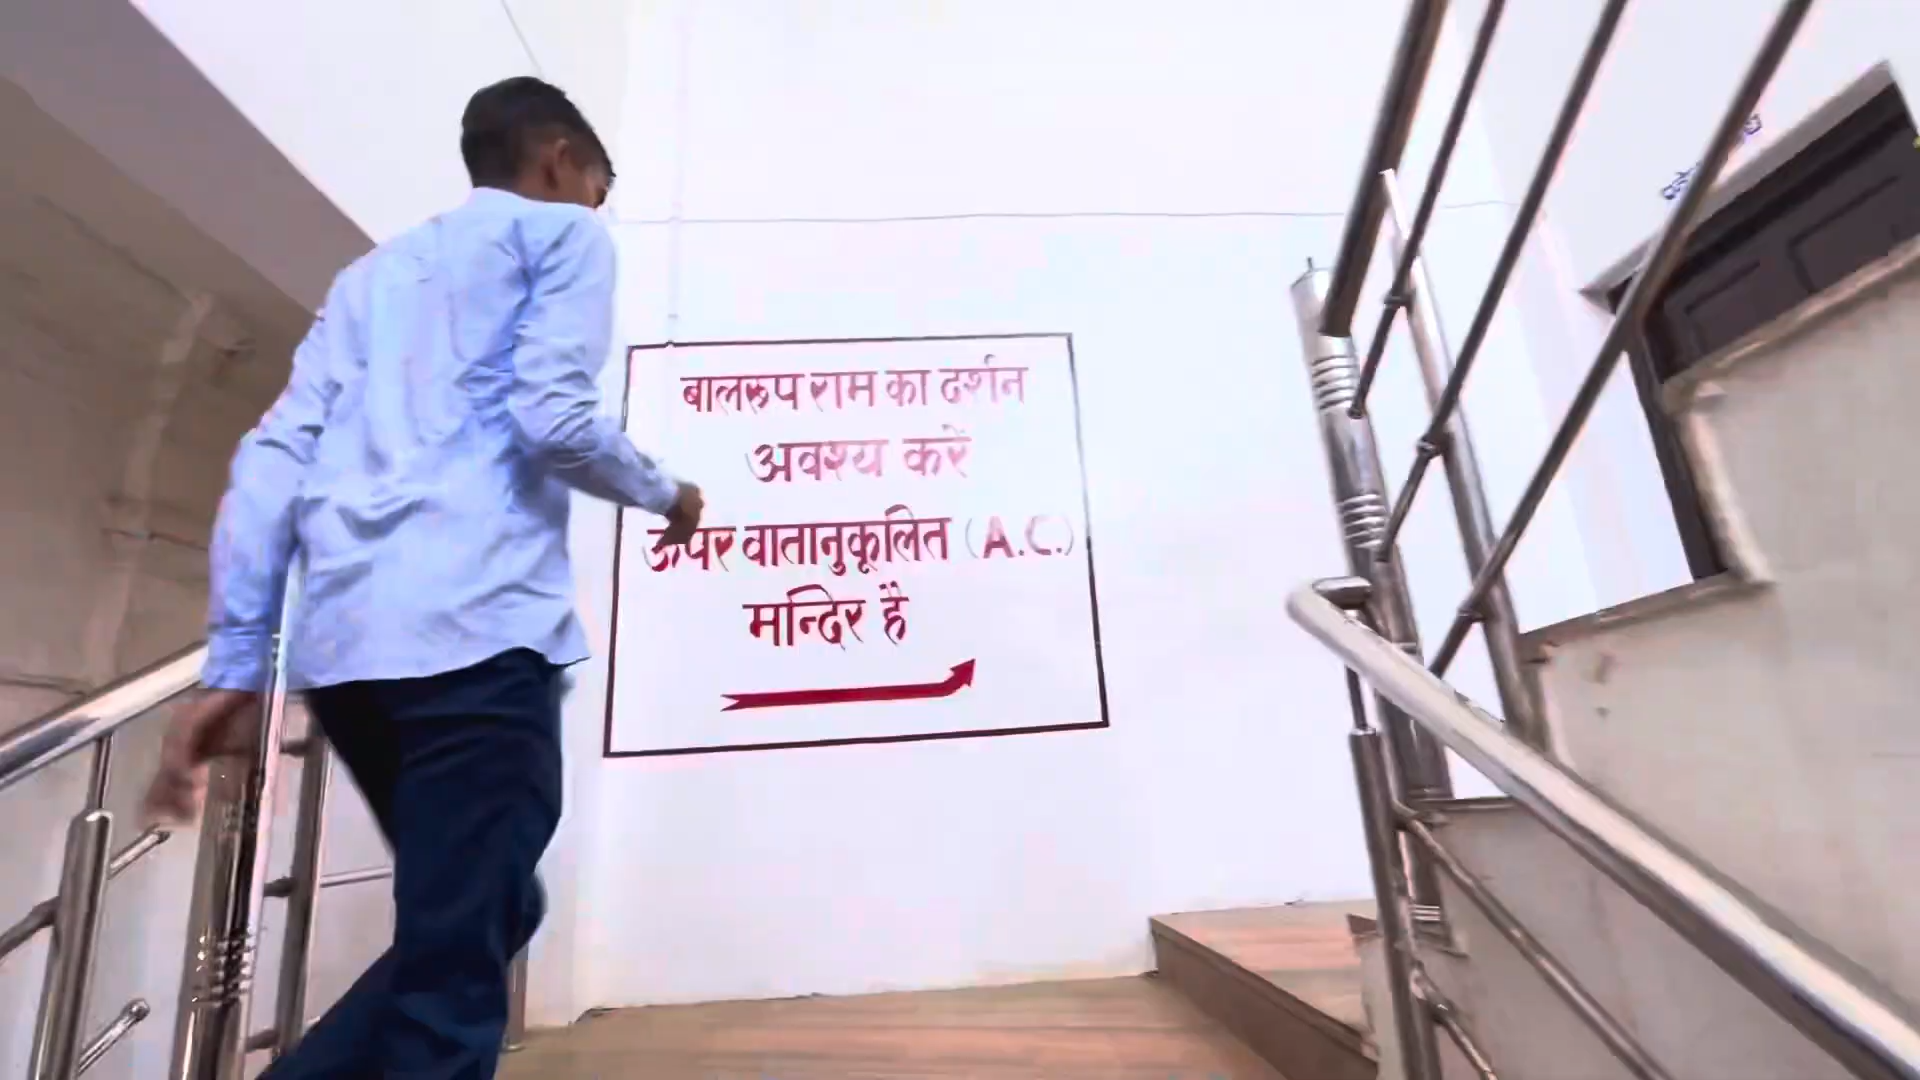 बालरूप राम का दर्शन
अवश्य करें
ऊपर वातानुकूलित (A.C.)
मन्दिर है